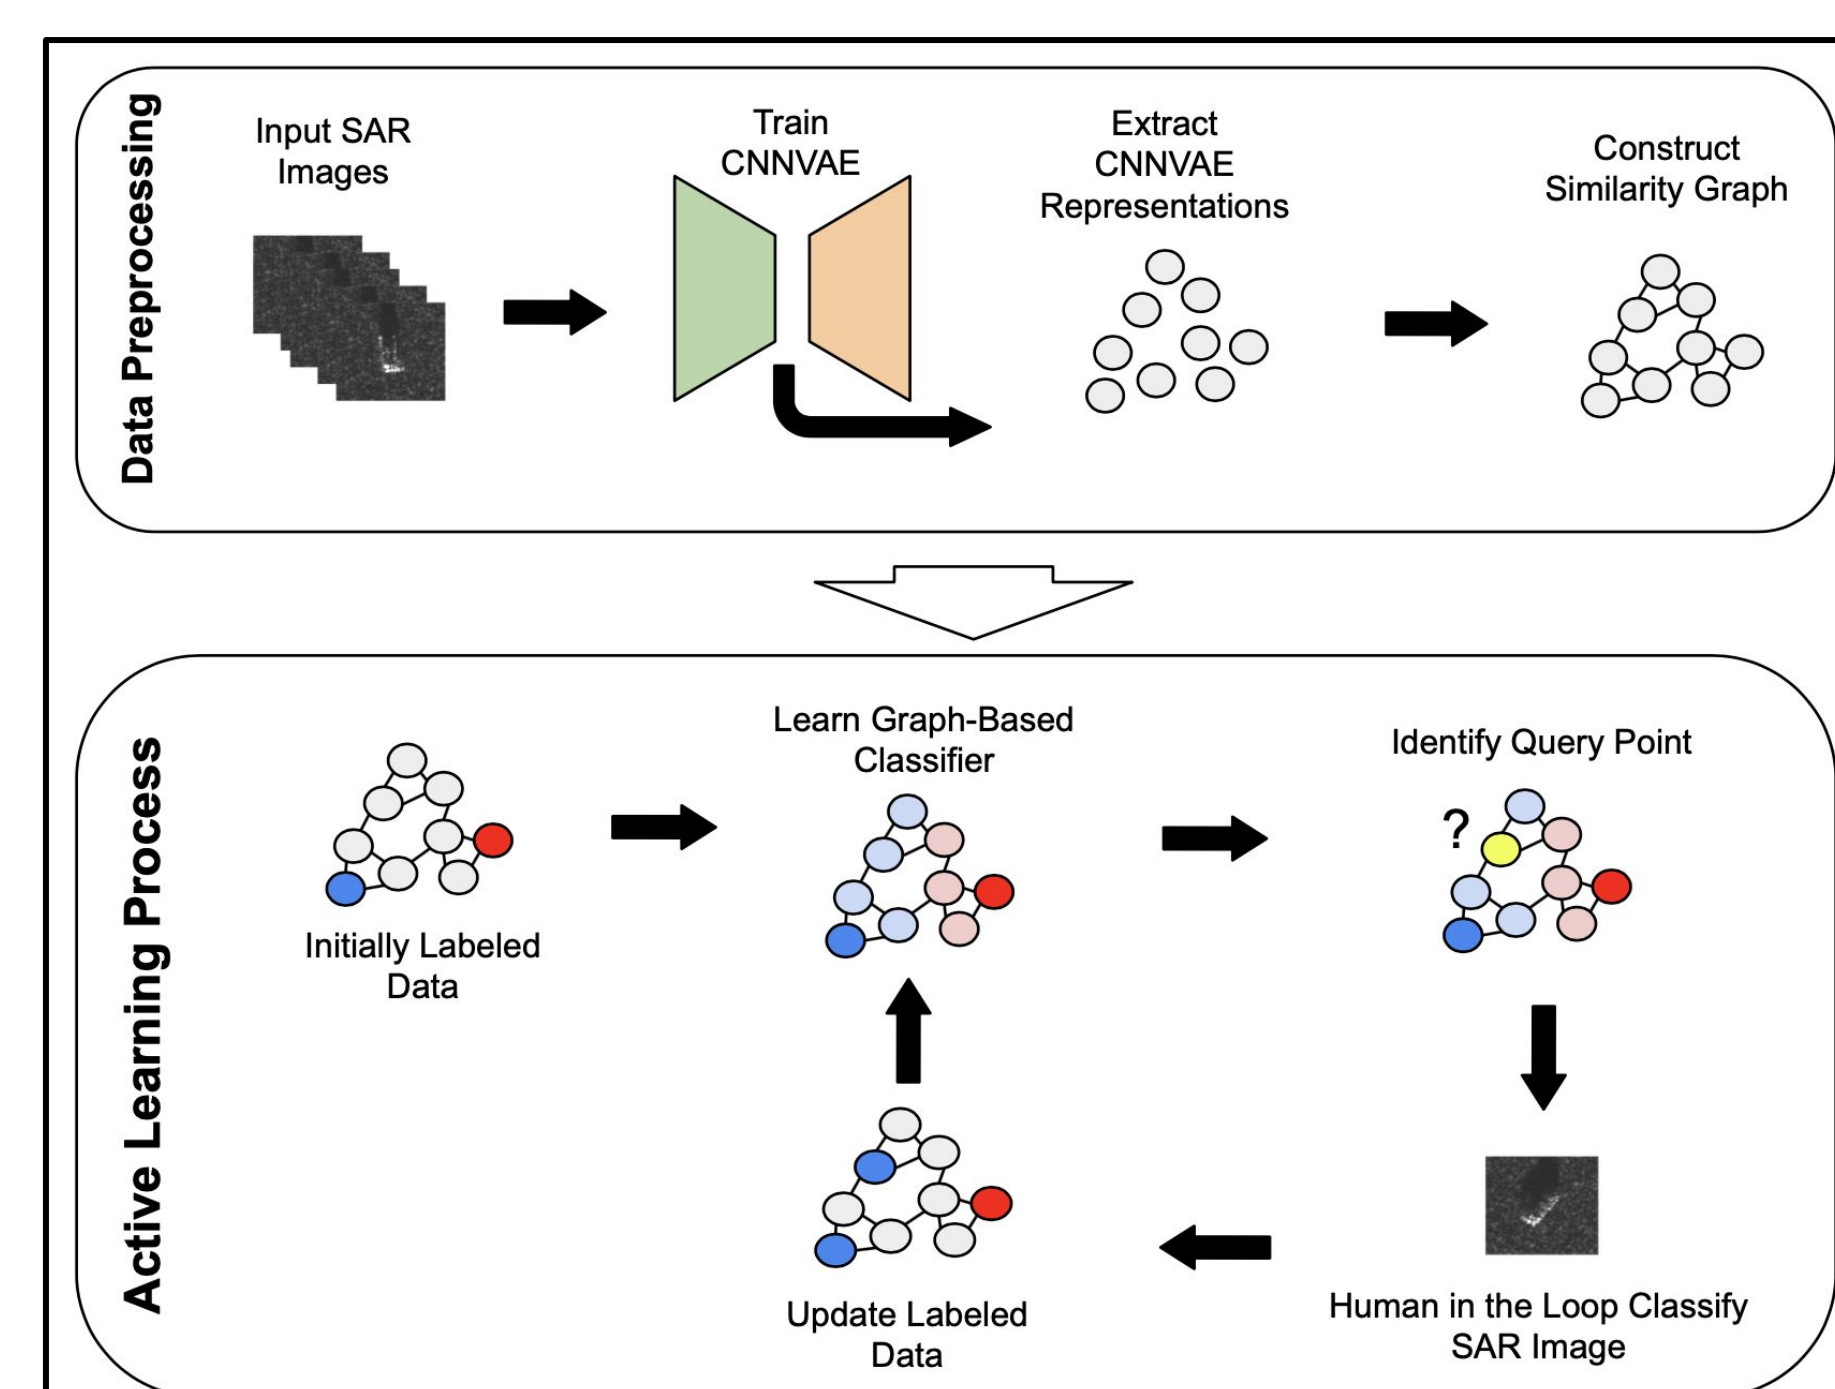 Data Preprocessing
Input SAR
Images
Train
CNNVAE
Extract
CNNVAE
Representations
Construct
Similarity Graph
Active Learning Process
Initially Labeled
Data
Learn Graph-Based
Classifier
Identify Query Point
?
Human in the Loop Classify
SAR Image
Update Labeled
Data